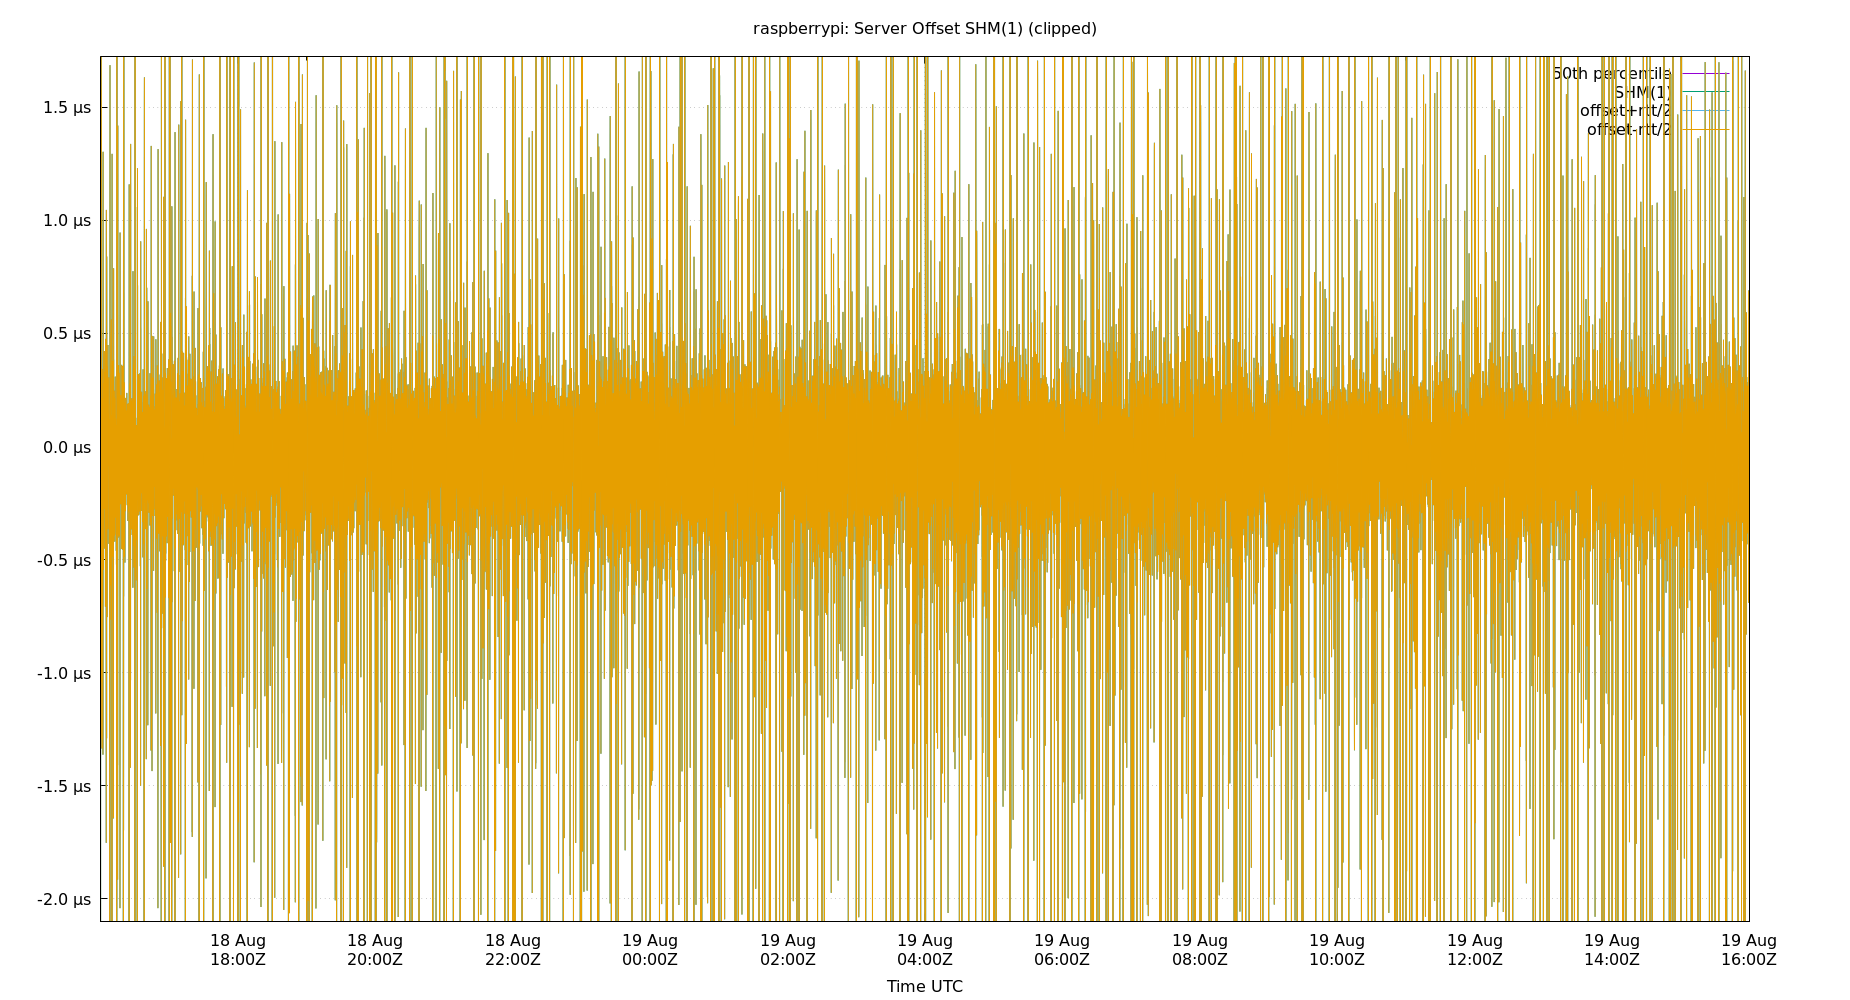 raspberrypi: Server Offset SHM(1) (clipped)
50th percentile
SHM(1)
offset+rtt/2
offset-rtt/2
1.5 µs
1.0 µs
0.5 µs
0.0 µs
-0.5 µs
-1.0 µs
-1.5 µs
-2.0 µs
18 Aug 18 Aug 18 Aug 19 Aug 19 Aug 19 Aug 19 Aug 19 Aug 19 Aug 19 Aug 19 Aug 19 Aug
18:00Z 20:00Z 22:00Z 00:00Z 02:00Z 04:00Z 06:00Z 08:00Z 10:00Z 12:00Z 14:00Z 16:00Z
Time UTC